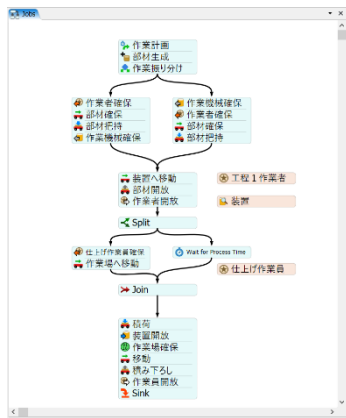 Jobs
作業計画
部材生成
作業振り分け
作業者確保
部材確保
部材把持
作業機械確保
作業機械確保
作業者確保
部材確保
部材把持
装置へ移動
部材開放
作業者開放
工程1作業者
装置
Split
仕上げ作業員確保
作業場へ移動
Wait for Process Time
仕上げ作業員
Join
積荷
装置開放
作業場確保
移動
積み下ろし
作業員開放
Sink